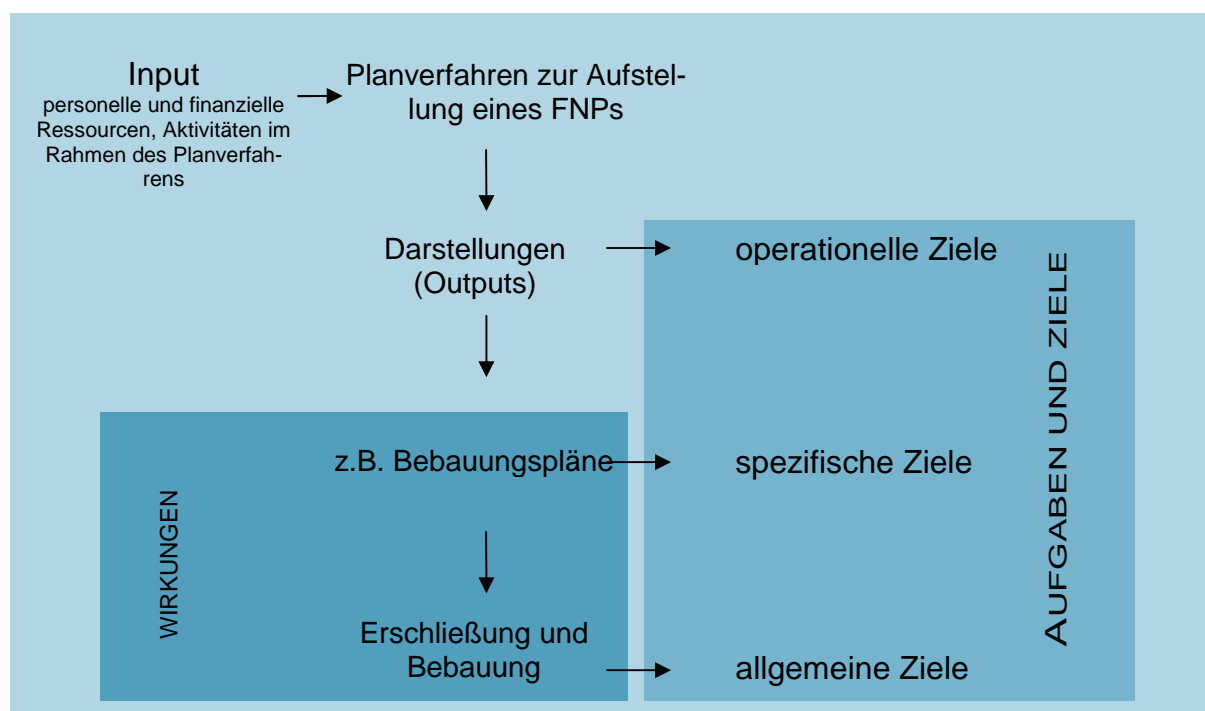 Input
personelle und finanzielle
Ressourcen, Aktivitäten im
Rahmen des Planverfah-
rens
Planverfahren zur Aufstel-
lung eines FNPs
Darstellungen
(Outputs)
operationelle Ziele
z.B. Bebauungspläne
spezifische Ziele
Erschließung und
Bebauung
allgemeine Ziele
WIRKUNGEN
AUFGABEN UND ZIELE